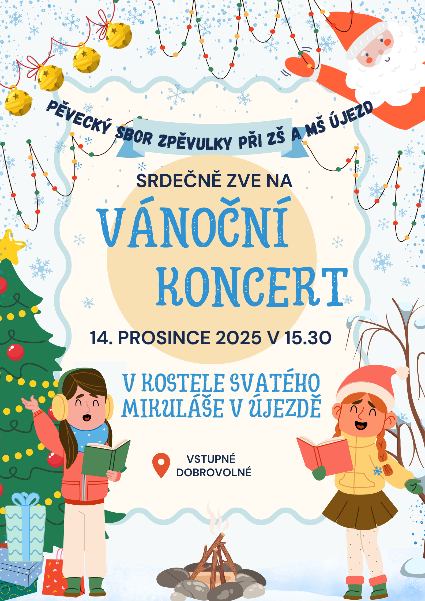 PĚVECKÝ SBOR ZPĚVULKY PŘI ZŠ A MŠ ÚJEZD
SRDEČNĚ ZVE NA
VÁNOČNÍ
KONCERT
14. PROSINCE 2025 V 15.30
V KOSTELE SVATÉHO
MIKULÁŠE V ÚJEZDĚ
VSTUPNÉ
DOBROVOLNÉ